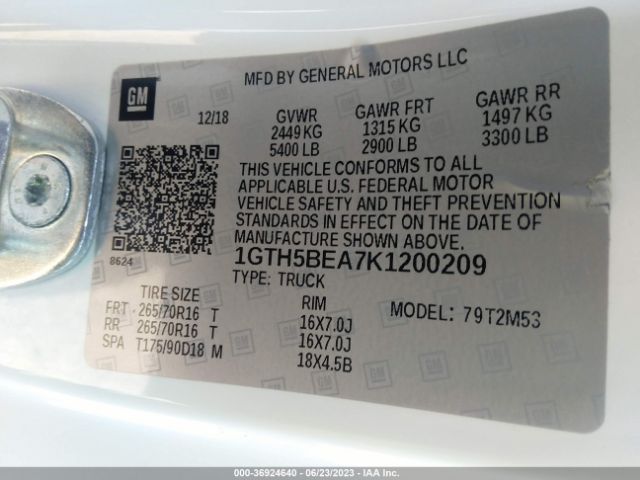 GM
MFD BY GENERAL MOTORS LLC
12/18
GVWR
2449 KG
5400 LB
GAWR FRT
1315 KG
2900 LB
GAWR RR
1497 KG
3300 LB
THIS VEHICLE CONFORMS TO ALL
APPLICABLE U.S. FEDERAL MOTOR
VEHICLE SAFETY AND THEFT PREVENTION
STANDARDS IN EFFECT ON THE DATE OF
MANUFACTURE SHOWN ABOVE.
8624
1GTH5BEA7K1200209
TYPE: TRUCK
TIRE SIZE
RIM
MODEL: 79T2M53
FRT 265/70R16 T 16X7.0J
RR 265/70R16 T 16X7.0J
SPA T175/90D18 M 18X4.5B
000-36924640 - 06/23/2023 - IAA Inc.